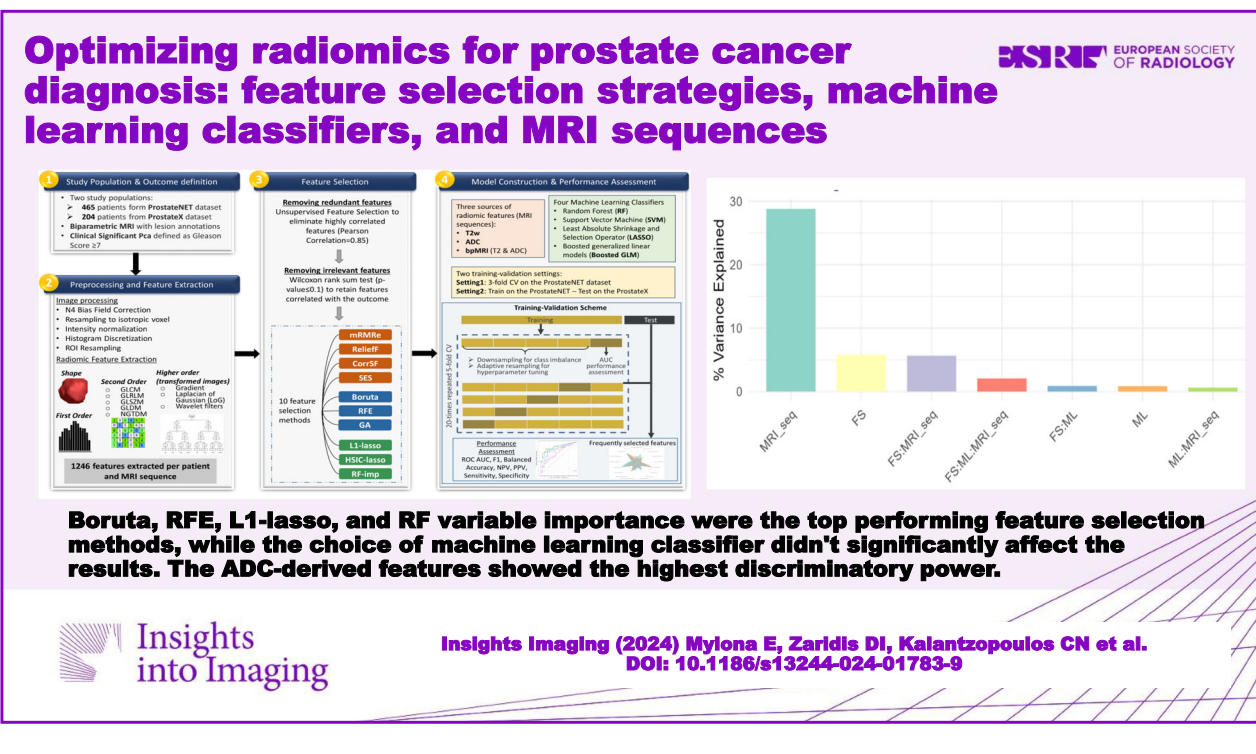 Optimizing radiomics for prostate cancer
diagnosis: feature selection strategies, machine
learning classifiers, and MRI sequences
EUROPEAN SOCIETY
OF RADIOLOGY
1
Study Population & Outcome definition
• Two study populations:
➢ 465 patients from ProstateNET dataset
➢ 204 patients from ProstateX dataset
• Biparametric MRI with lesion annotations
• Clinical Significant Pca defined as Gleason
Score ≥7
2
Preprocessing and Feature Extraction
Image processing
• N4 Bias Field Correction
• Resampling to isotropic voxel
• Intensity normalization
• Histogram Discretization
• ROI Resampling
Radiomic Feature Extraction
Shape
First Order
Second Order
o GLCM
o GLRLM
o GLSZM
o GLDM
o NGTDM
Higher order
(transformed images)
o Gradient
o Laplacian of
Gaussian (LoG)
o Wavelet filters
1246 features extracted per patient
and MRI sequence
3
Feature Selection
Removing redundant features
Unsupervised Feature Selection to
eliminate highly correlated
features (Pearson
Correlation=0.85)
Removing irrelevant features
Wilcoxon rank sum test (p-
values≤0.1) to retain features
correlated with the outcome
10 feature
selection
methods
mRMRe
ReliefF
CorrSF
SES
Boruta
RFE
GA
L1-lasso
HSIC-lasso
RF-imp
4
Model Construction & Performance Assessment
Three sources of
radiomic features (MRI
sequences):
• T2w
• ADC
• bpMRI (T2 & ADC)
Four Machine Learning Classifiers
• Random Forest (RF)
• Support Vector Machine (SVM)
• Least Absolute Shrinkage and
Selection Operator (LASSO)
• Boosted generalized linear
models (Boosted GLM)
Two training-validation settings:
Setting1: 3-fold CV on the ProstateNET dataset
Setting2: Train on the ProstateNET – Test on the ProstateX
Training-Validation Scheme
Training
Test
20-times repeated 5-fold CV
➢ Downsampling for class imbalance
➢ Adaptive resampling for
hyperparameter tuning
AUC
performance
assessment
Performance
Assessment
ROC AUC, F1, Balanced
Accuracy, NPV, PPV,
Sensitivity, Specificity
Frequently selected features
% Variance Explained
30
20
10
0
MRI_seq
FS
FS:MRI_seq
FS:ML:MRI_seq
FS:ML
ML
ML:MRI_seq
Boruta, RFE, L1-lasso, and RF variable importance were the top performing feature selection
methods, while the choice of machine learning classifier didn't significantly affect the
results. The ADC-derived features showed the highest discriminatory power.
Insights
into Imaging
Insights Imaging (2024) Mylona E, Zaridis DI, Kalantzopoulos CN et al.
DOI: 10.1186/s13244-024-01783-9